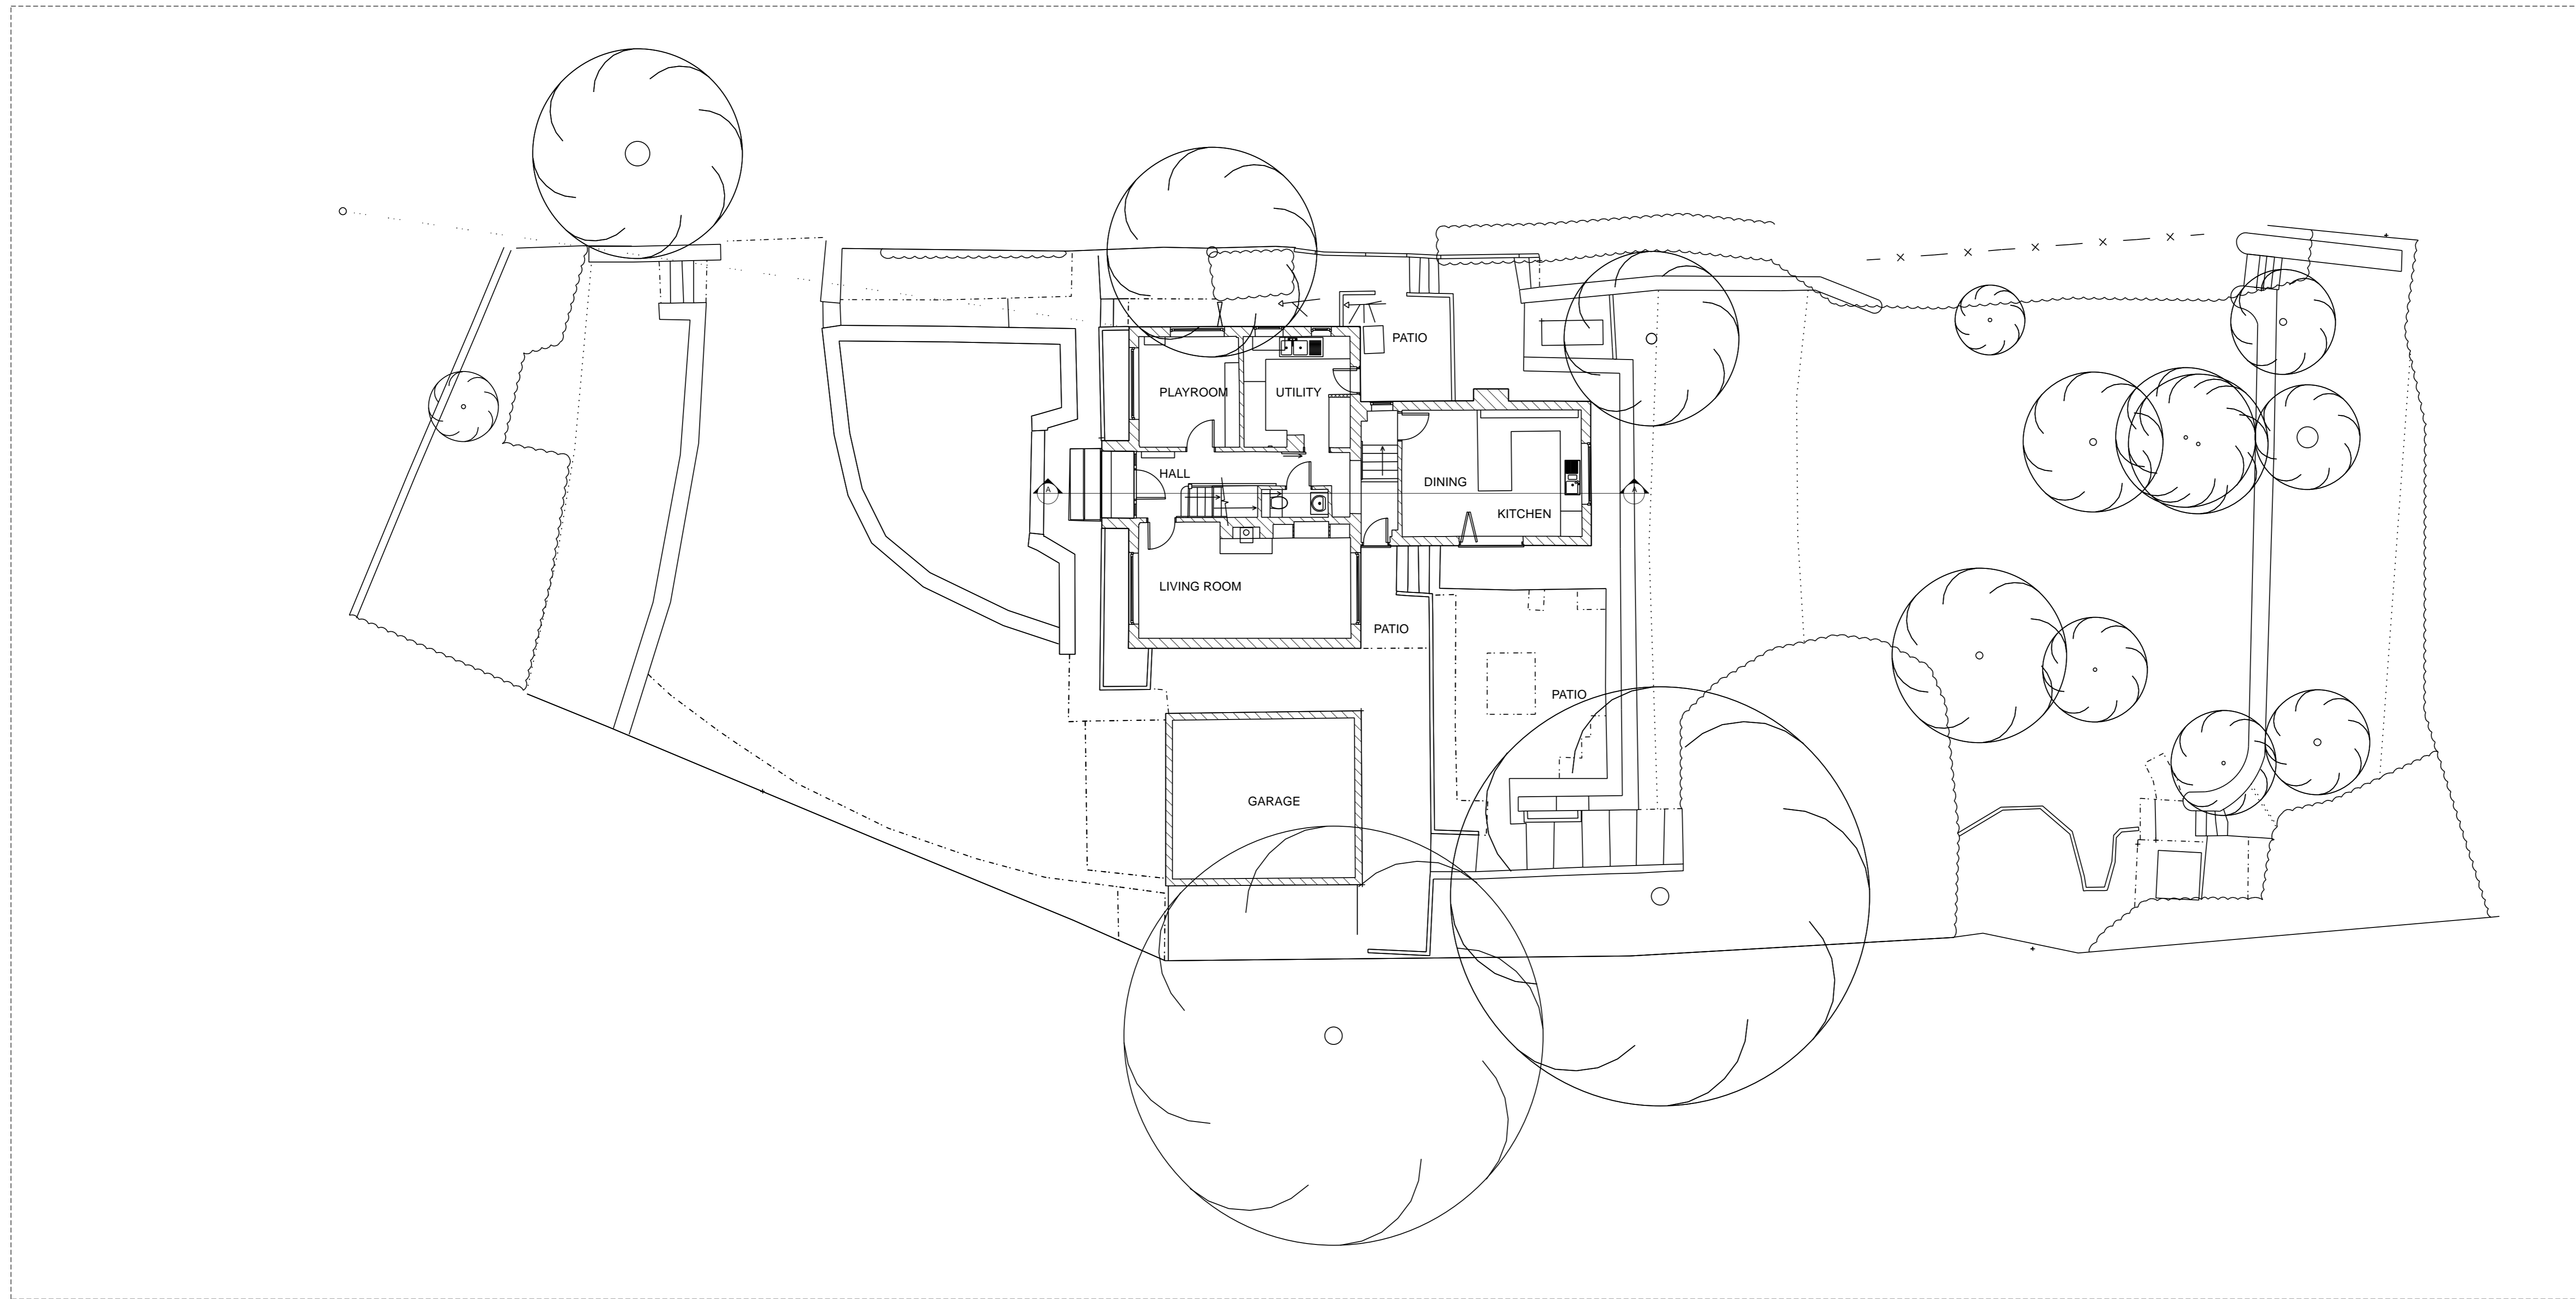 PATIO
PLAYROOM
UTILITY
HALL
DINING
A
A
KITCHEN
LIVING ROOM
PATIO
PATIO
GARAGE